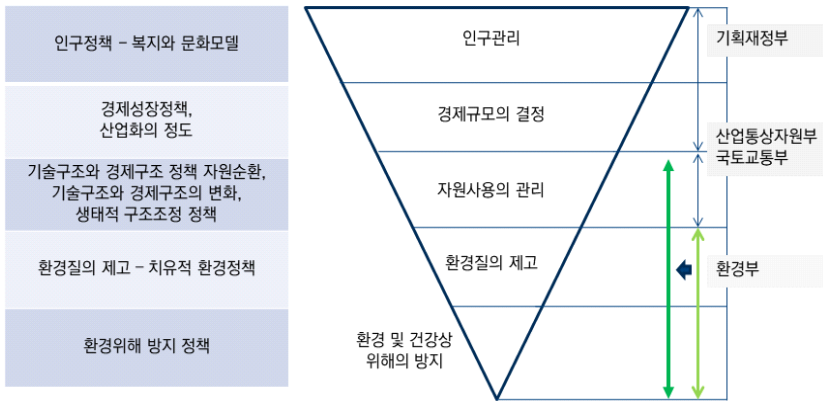 인구정책 – 복지와 문화모델
인구관리
기획재정부
경제성장정책,
산업화의 정도
경제규모의 결정
산업통상자원부
국토교통부
기술구조와 경제구조 정책 자원순환,
기술구조와 경제구조의 변화,
생태적 구조조정 정책
자원사용의 관리
환경질의 제고 – 치유적 환경정책
환경질의 제고
환경부
환경위해 방지 정책
환경 및 건강상
위해의 방지